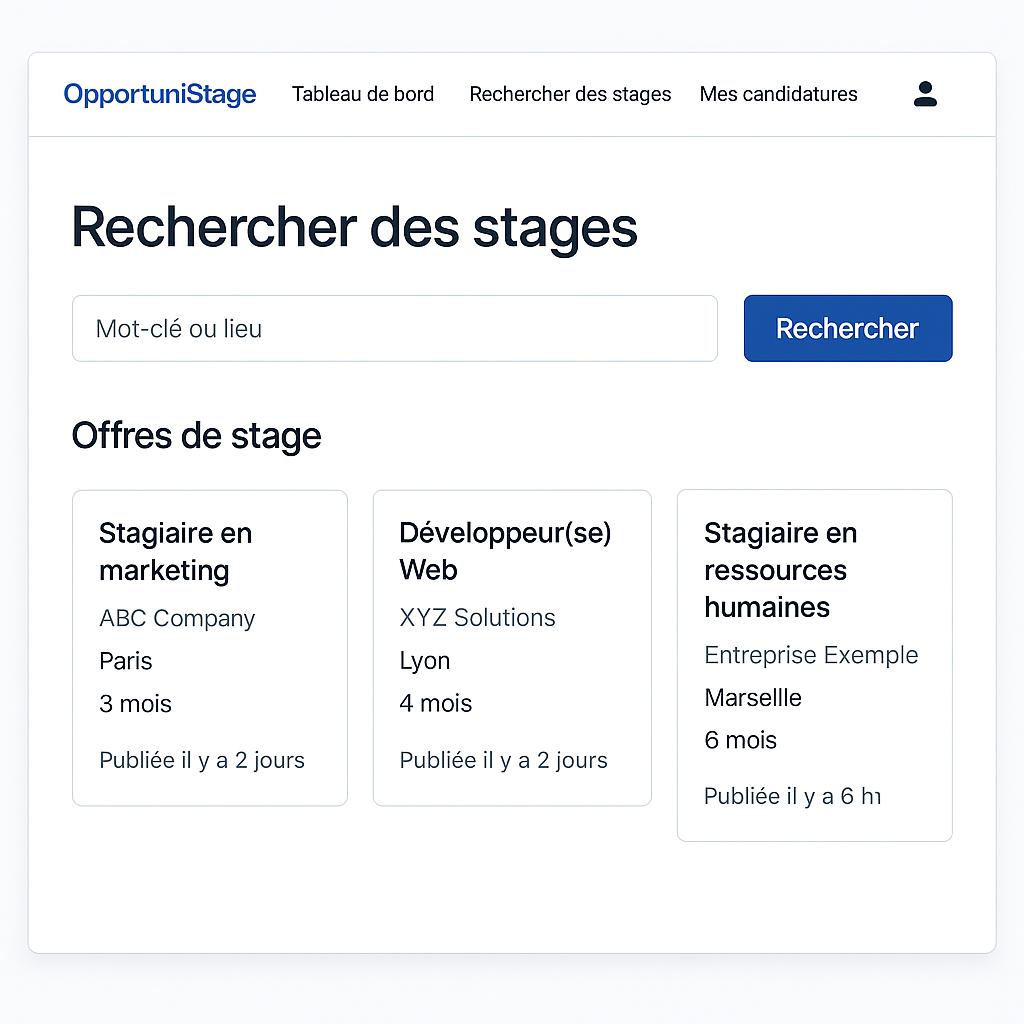 OpportuniStage
Tableau de bord
Rechercher des stages
Mes candidatures
Rechercher des stages
Mot-clé ou lieu
Rechercher
Offres de stage
Stagiaire en
marketing
ABC Company
Paris
3 mois
Publiée il y a 2 jours
Développeur(se)
Web
XYZ Solutions
Lyon
4 mois
Publiée il y a 2 jours
Stagiaire en
ressources
humaines
Entreprise Exemple
Marsellle
6 mois
Publiée il y a 6